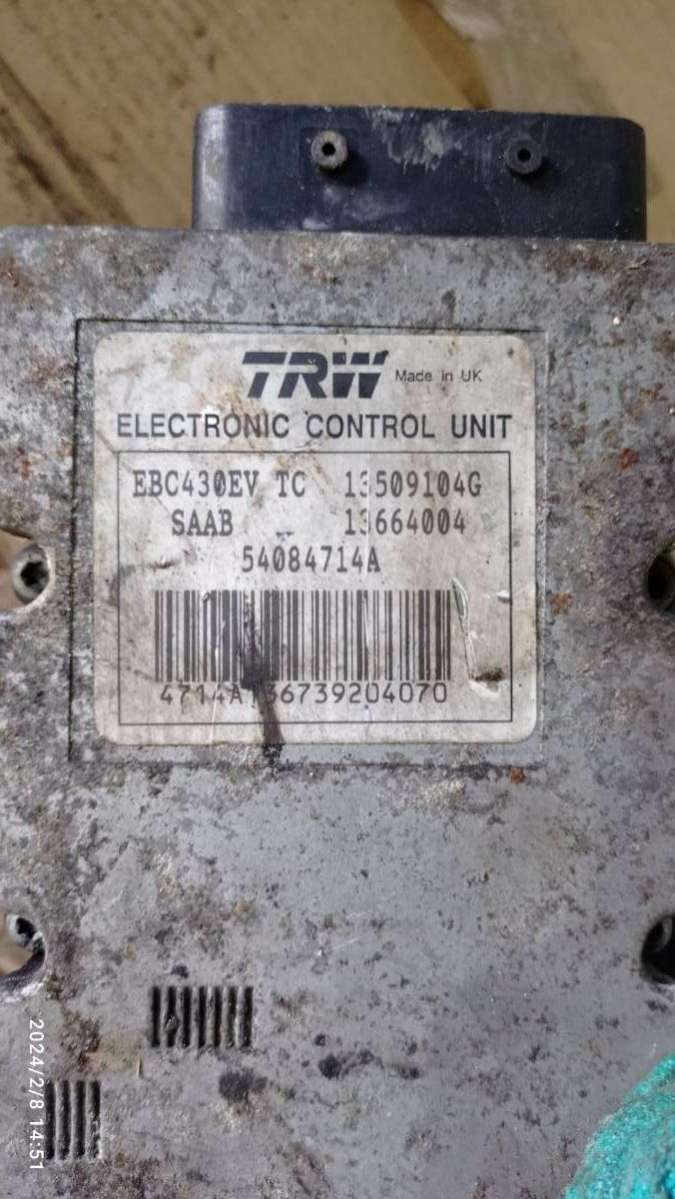 TRW Made in UK
ELECTRONIC CONTROL UNIT
EBC430EV TC 13509104G
SAAB - 13664004
54084714A
2024/2/8 14:51